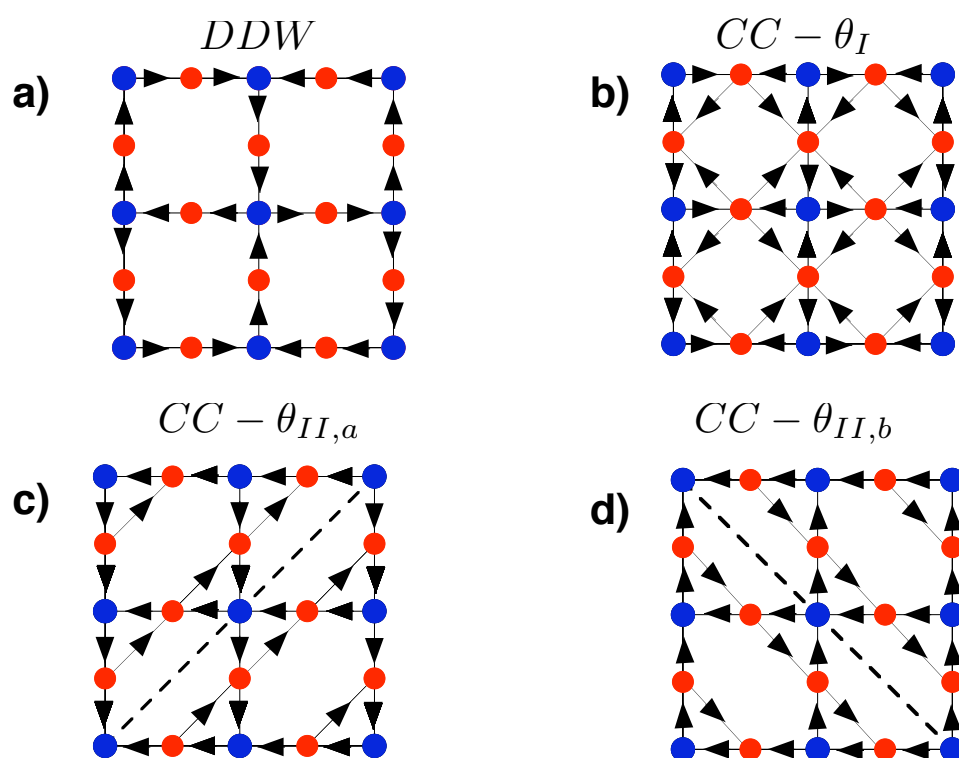 DDW
a)
CC − θ_I
b)
CC − θ_{II,a}
c)
CC − θ_{II,b}
d)